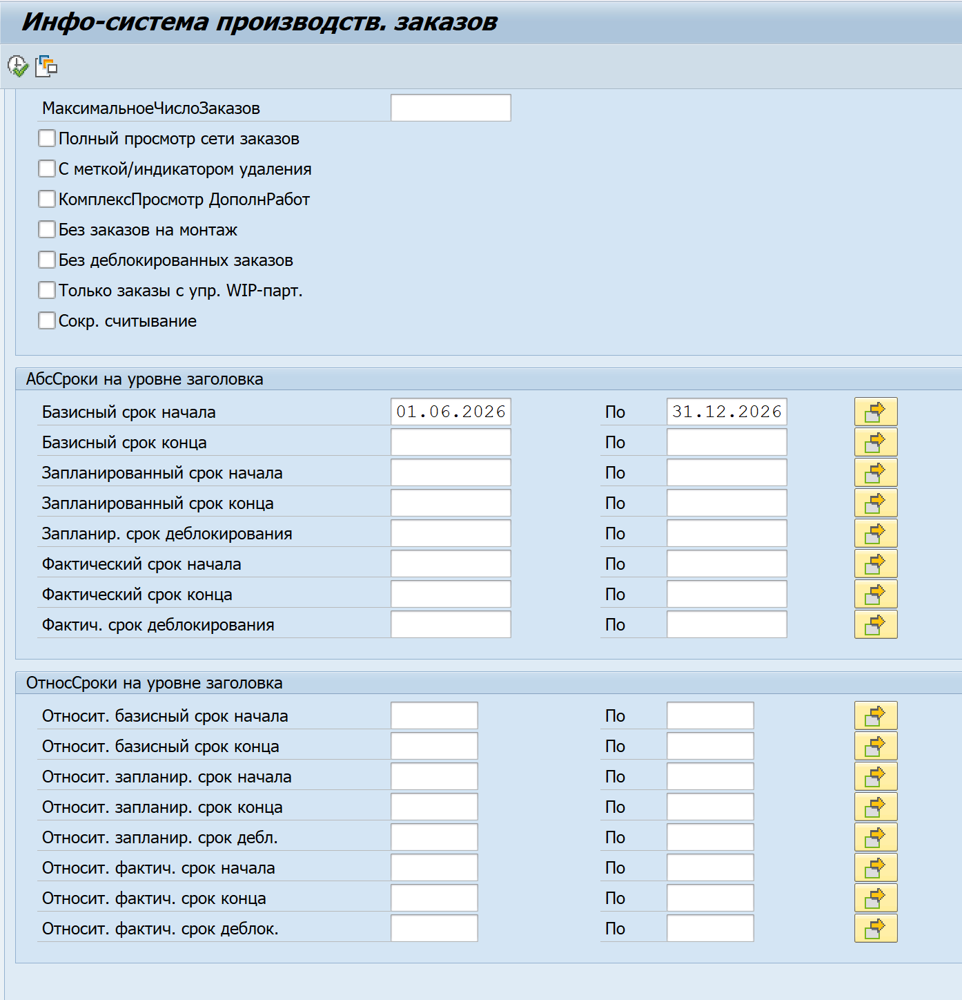 Инфо-система производств. заказов
МаксимальноеЧислоЗаказов
Полный просмотр сети заказов
С меткой/индикатором удаления
КомплексПросмотр ДополнРабот
Без заказов на монтаж
Без деблокированных заказов
Только заказы с упр. WIP-парт.
Сокр. считывание
АбсСроки на уровне заголовка
Базисный срок начала 01.06.2026 По 31.12.2026
Базисный срок конца По
Запланированный срок начала По
Запланированный срок конца По
Запланир. срок деблокирования По
Фактический срок начала По
Фактический срок конца По
Фактич. срок деблокирования По
ОтносСроки на уровне заголовка
Относит. базисный срок начала По
Относит. базисный срок конца По
Относит. запланир. срок начала По
Относит. запланир. срок конца По
Относит. запланир. срок дебл. По
Относит. фактич. срок начала По
Относит. фактич. срок конца По
Относит. фактич. срок деблок. По